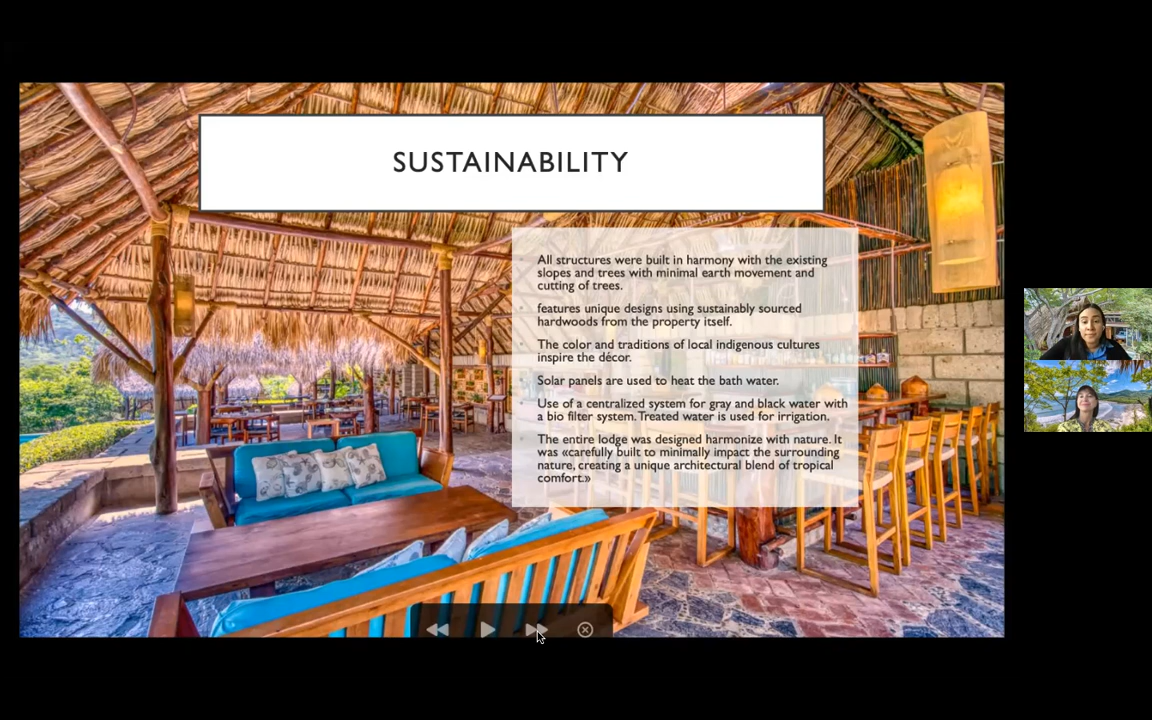 SUSTAINABILITY
All structures were built in harmony with the existing
slopes and trees with minimal earth movement and
cutting of trees.
features unique designs using sustainably sourced
hardwoods from the property itself.
The color and traditions of local indigenous cultures
inspire the décor.
Solar panels are used to heat the bath water.
Use of a centralized system for gray and black water with
a bio filter system. Treated water is used for irrigation.
The entire lodge was designed harmonize with nature. It
was «carefully built to minimally impact the surrounding
nature, creating a unique architectural blend of tropical
comfort.»